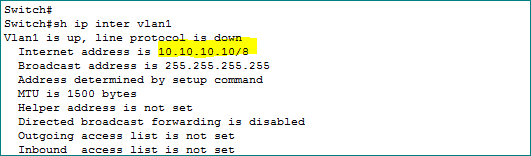 Switch#
Switch#sh ip inter vlan1
Vlan1 is up, line protocol is down
Internet address is 10.10.10.10/8
Broadcast address is 255.255.255.255
Address determined by setup command
MTU is 1500 bytes
Helper address is not set
Directed broadcast forwarding is disabled
Outgoing access list is not set
Inbound  access list is not set